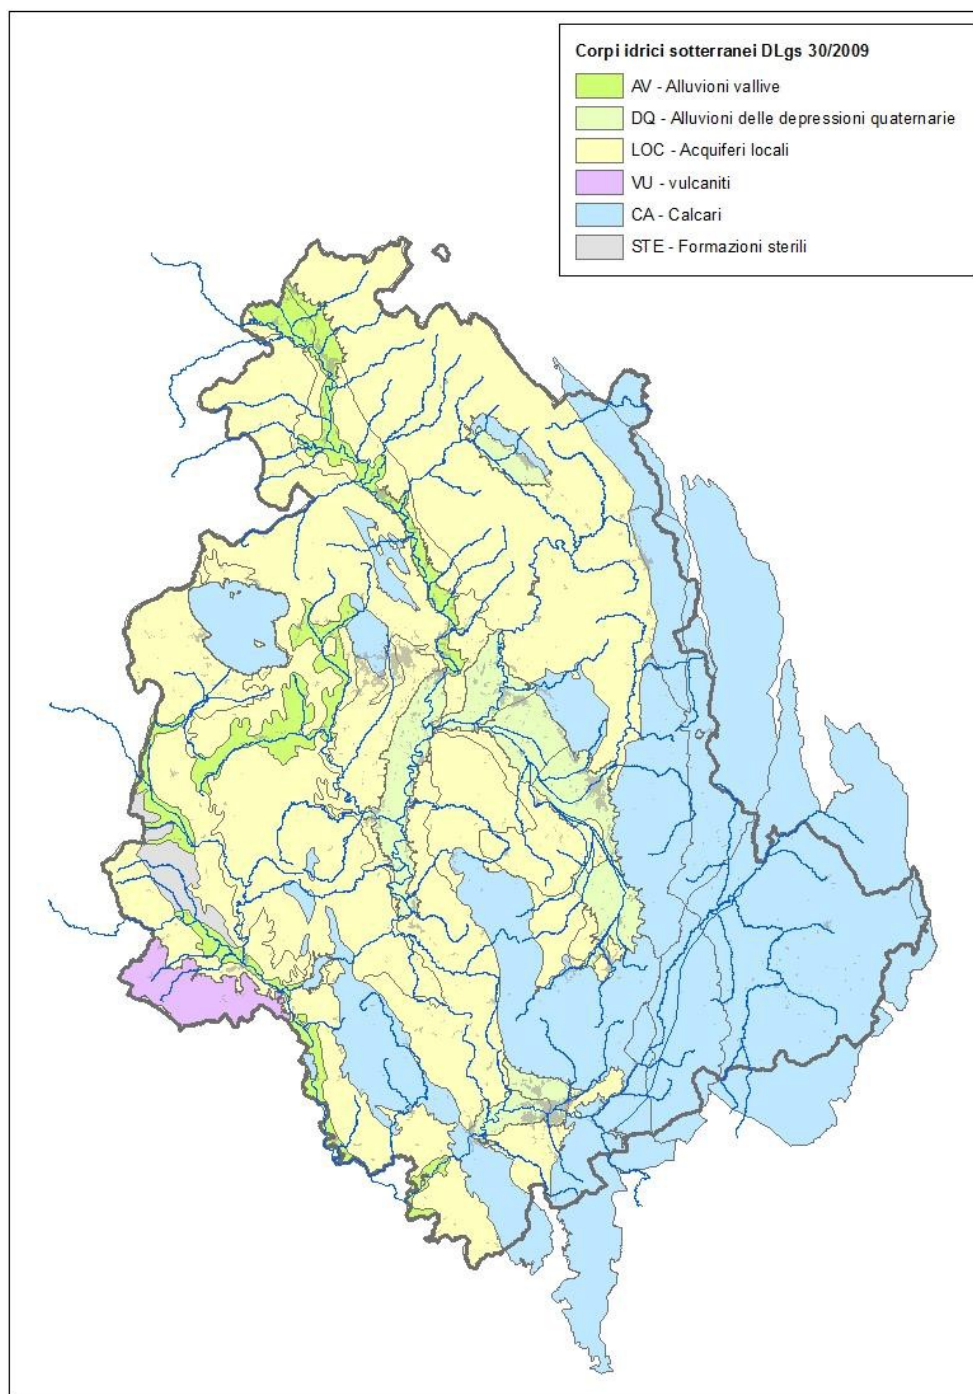 Corpi idrici sotterranei DLgs 30/2009
AV - Alluvioni vallive
DQ - Alluvioni delle depressioni quaternarie
LOC - Acquiferi locali
VU - vulcaniti
CA - Calcari
STE - Formazioni sterili